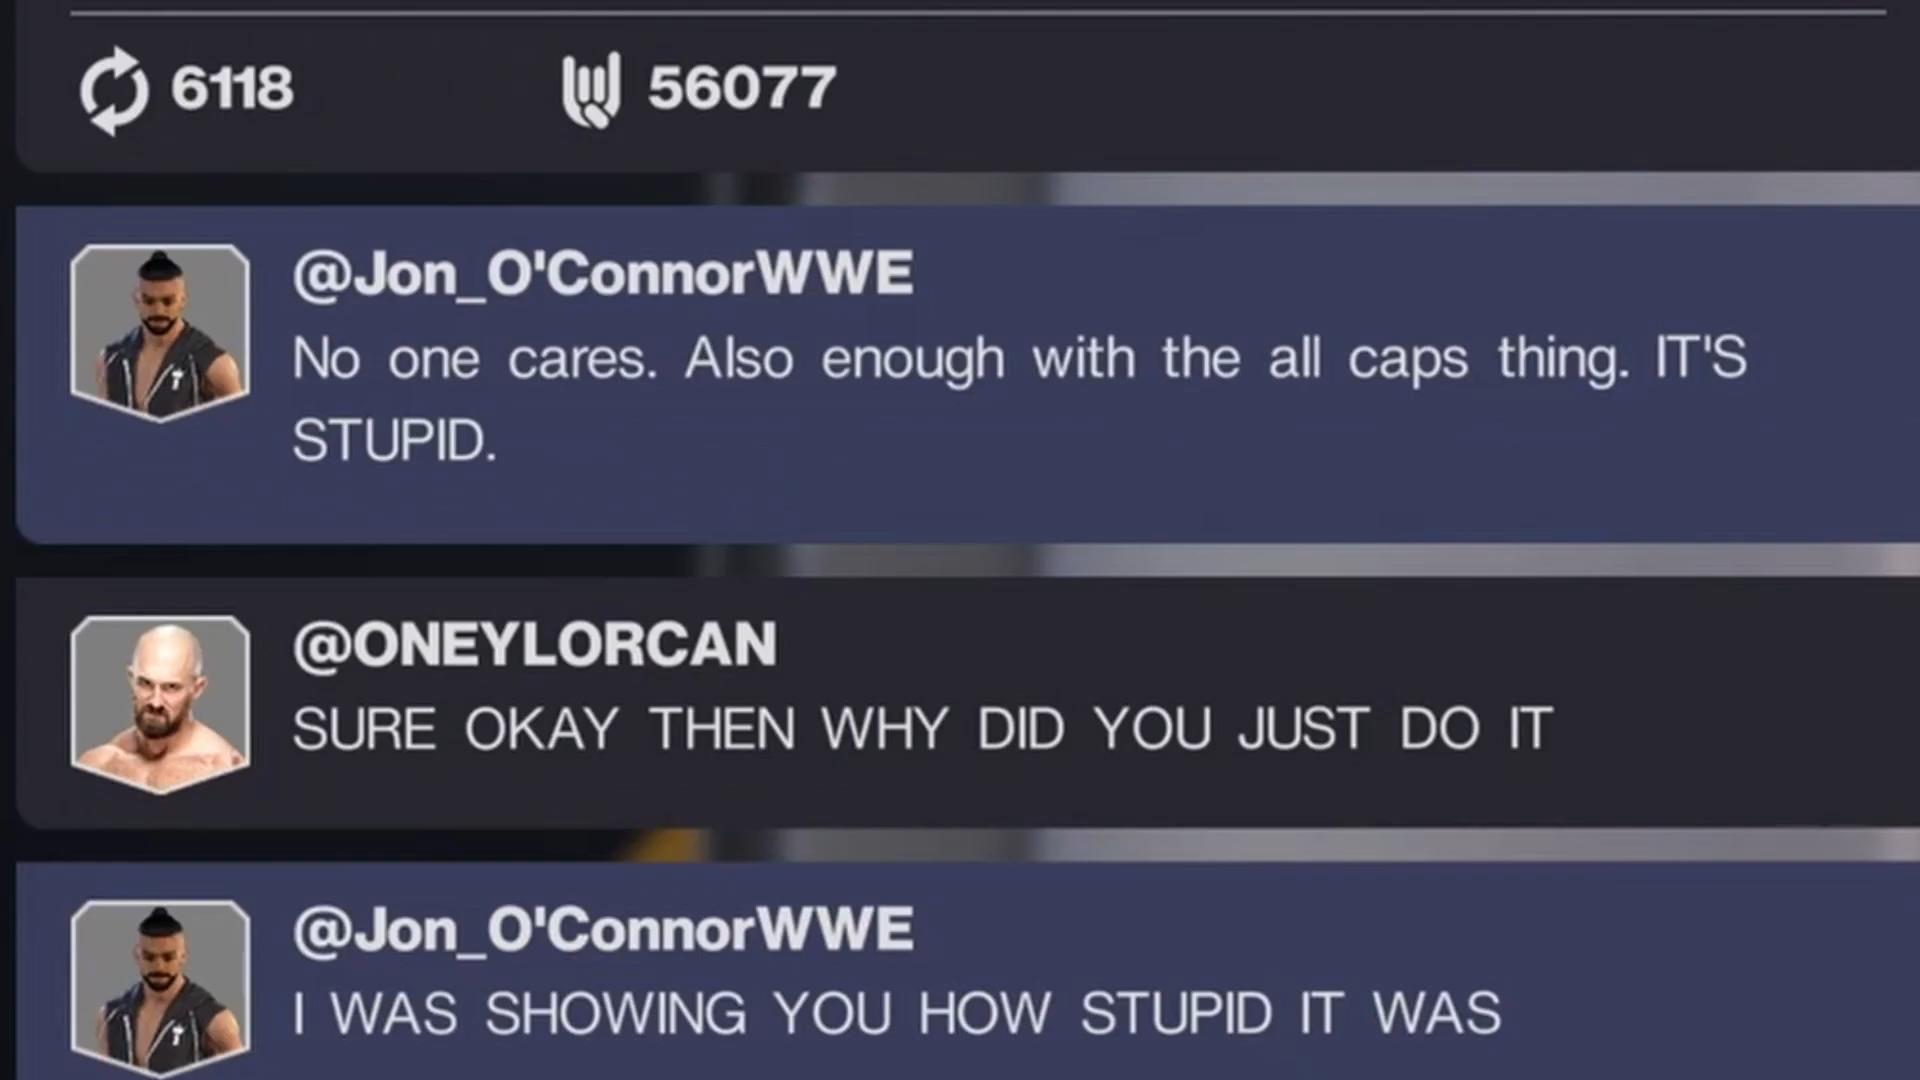 6118 56077
@Jon_O'ConnorWWE
No one cares. Also enough with the all caps thing. IT'S
STUPID.
@ONEYLORCAN
SURE OKAY THEN WHY DID YOU JUST DO IT
@Jon_O'ConnorWWE
I WAS SHOWING YOU HOW STUPID IT WAS